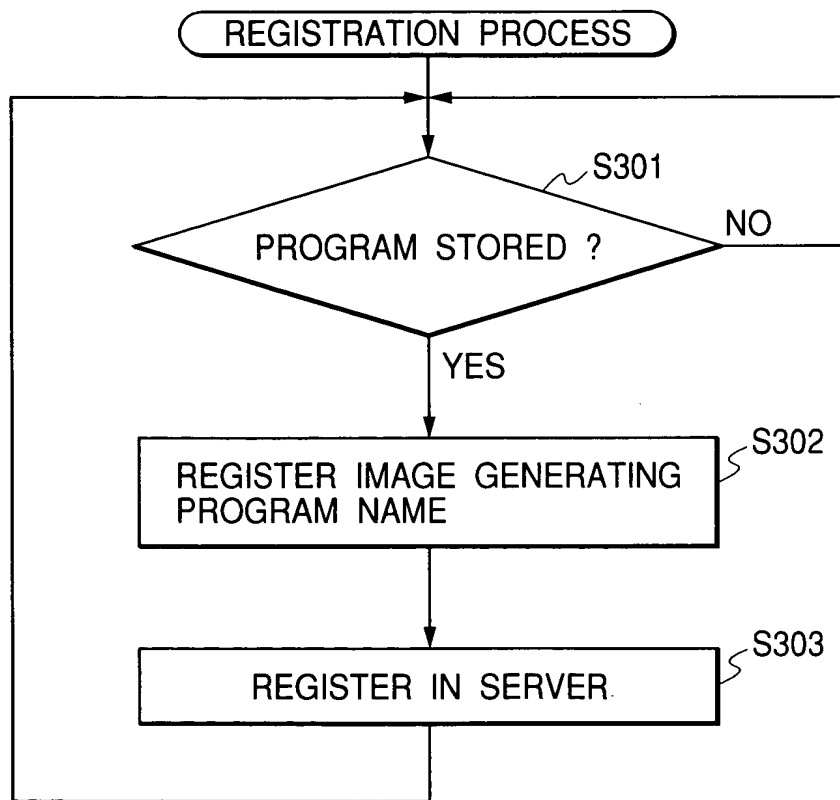 REGISTRATION PROCESS
S301
PROGRAM STORED ?
NO
YES
S302
REGISTER IMAGE GENERATING
PROGRAM NAME
S303
REGISTER IN SERVER